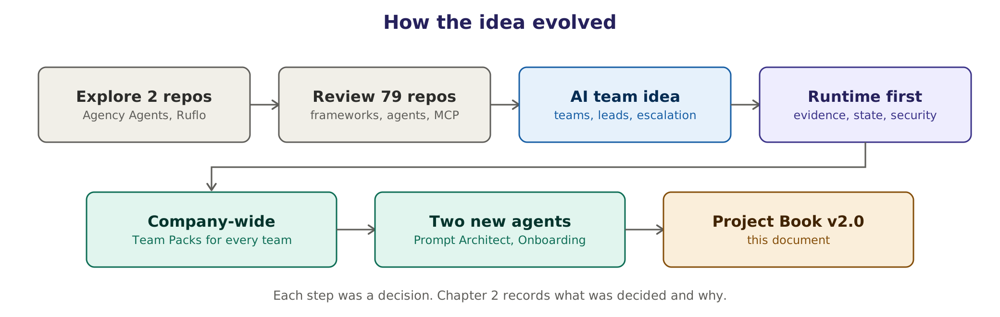 How the idea evolved
Explore 2 repos
Agency Agents, Ruflo
Review 79 repos
frameworks, agents, MCP
AI team idea
teams, leads, escalation
Runtime first
evidence, state, security
Company-wide
Team Packs for every team
Two new agents
Prompt Architect, Onboarding
Project Book v2.0
this document
Each step was a decision. Chapter 2 records what was decided and why.